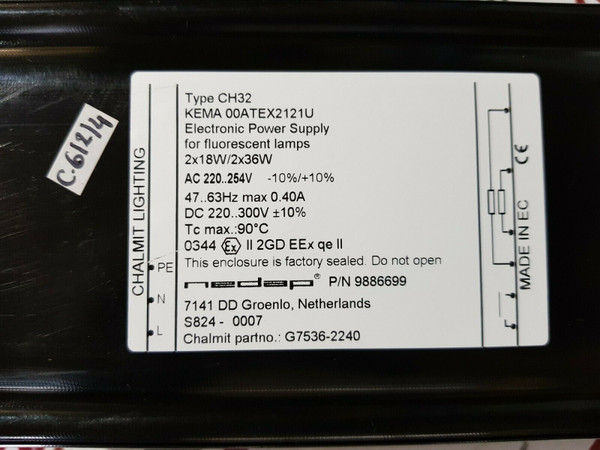 C-6/2/4
CHALMIT LIGHTING
Type CH32
KEMA 00ATEX2121U
Electronic Power Supply
for fluorescent lamps
2x18W/2x36W
AC 220..254V -10%/+10%
47..63Hz max 0.40A
DC 220..300V ±10%
Tc max.:90°C
0344 Ex II 2GD EEx qe II
This enclosure is factory sealed. Do not open
nedap® P/N 9886699
7141 DD Groenlo, Netherlands
S824 - 0007
Chalmit partno.: G7536-2240
PE
N
L
MADE IN EC CE